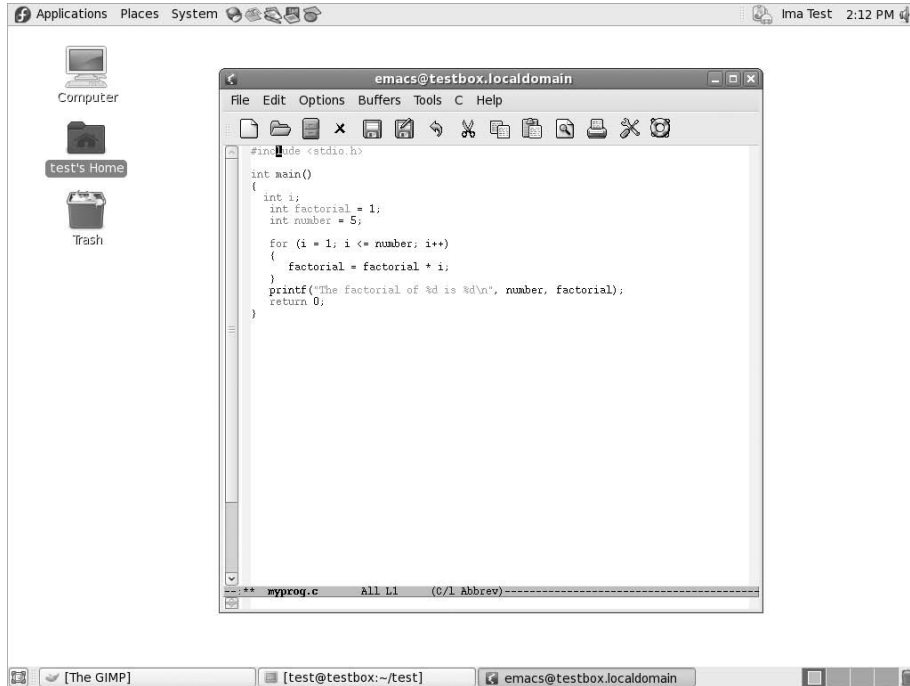 Applications Places System Ima Test 2:12 PM
Computer
test's Home
Trash
emacs@testbox.localdomain
File Edit Options Buffers Tools C Help
#include <stdio.h>
int main()
{
int i;
int factorial = 1;
int number = 5;
for (i = 1; i <= number; i++)
{
factorial = factorial * i;
}
printf("The factorial of %d is %d\n", number, factorial);
return 0;
}
--:** myprog.c All L1 (C/l Abbrev)----------------------------------------
[The GIMP] [test@testbox:~/test] emacs@testbox.localdomain